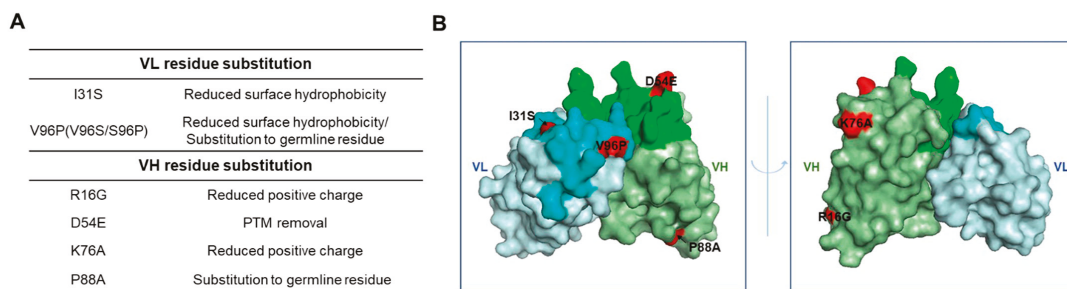 A
VL residue substitution
I31S Reduced surface hydrophobicity
V96P(V96S/S96P) Reduced surface hydrophobicity/
Substitution to germline residue
VH residue substitution
R16G Reduced positive charge
D54E PTM removal
K76A Reduced positive charge
P88A Substitution to germline residue
B
D54E
I31S
V96P
VL
VH
P88A
K76A
VH
VL
R16G